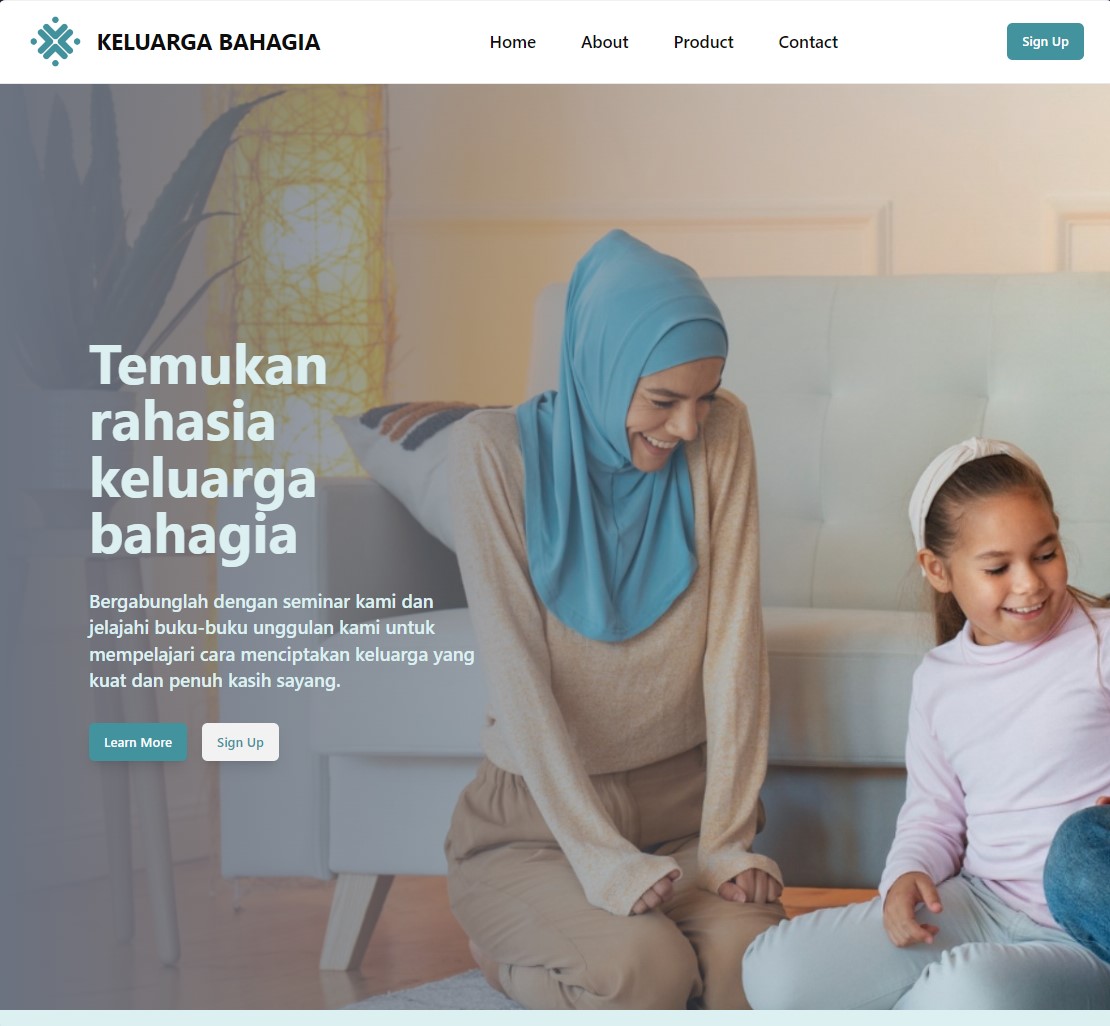 KELUARGA BAHAGIA
Home
About
Product
Contact
Sign Up
Temukan
rahasia
keluarga
bahagia
Bergabunglah dengan seminar kami dan
jelajahi buku-buku unggulan kami untuk
mempelajari cara menciptakan keluarga yang
kuat dan penuh kasih sayang.
Learn More
Sign Up